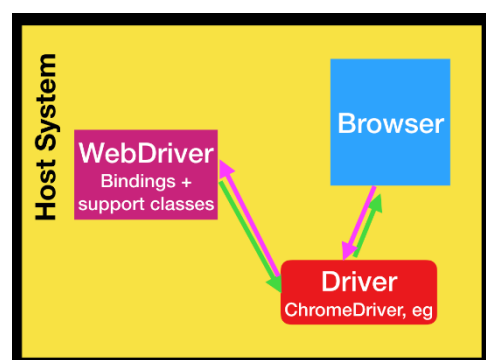 Host System
WebDriver
Bindings +
support classes
Browser
Driver
ChromeDriver, eg